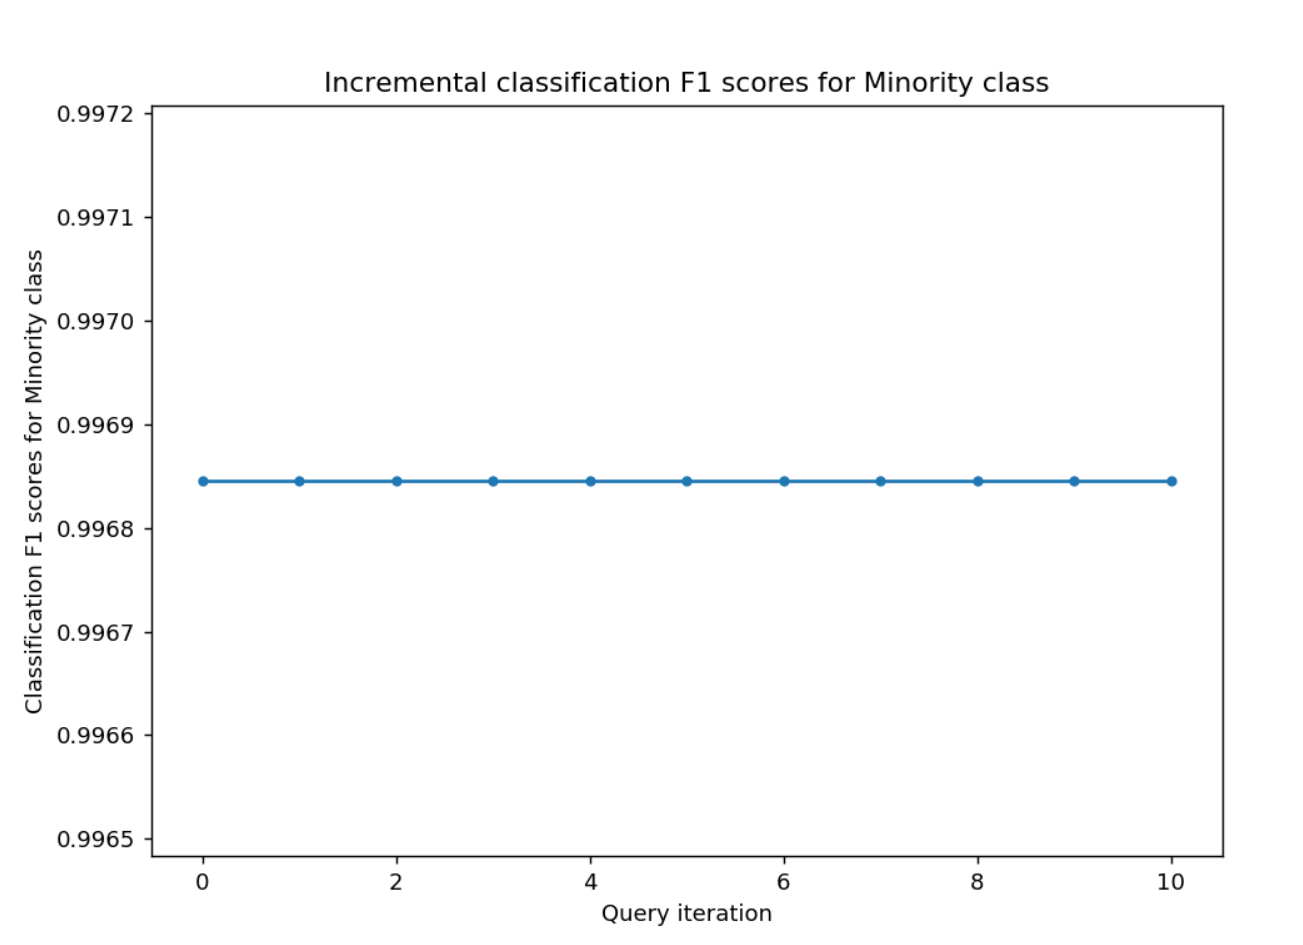 Incremental classification F1 scores for Minority class
Classification F1 scores for Minority class
0.9972
0.9971
0.9970
0.9969
0.9968
0.9967
0.9966
0.9965
0 2 4 6 8 10
Query iteration